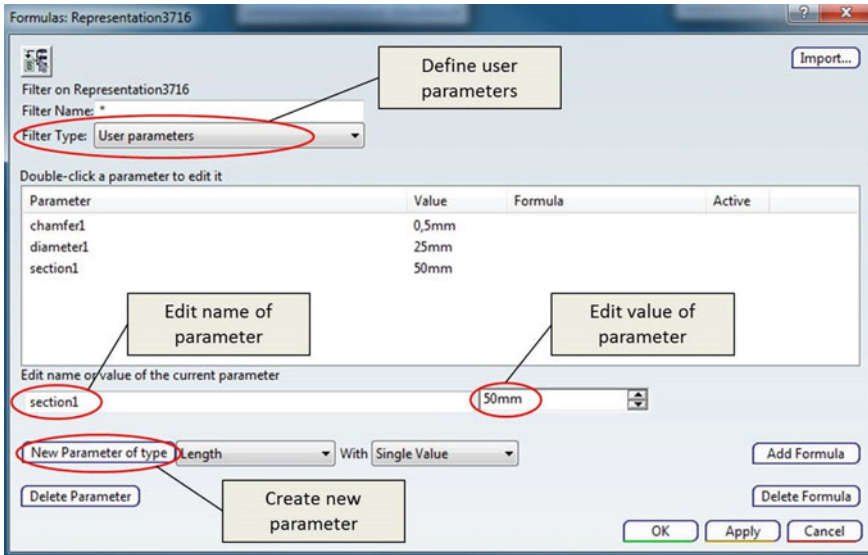 Formulas: Representation3716
?
X
Import...
Define user
parameters
Filter on Representation3716
Filter Name: *
Filter Type: User parameters
Double-click a parameter to edit it
Parameter Value Formula Active
chamfer1 0,5mm
diameter1 25mm
section1 50mm
Edit name of
parameter
Edit value of
parameter
Edit name or value of the current parameter
section1 50mm
New Parameter of type Length With Single Value Add Formula
Delete Parameter Delete Formula
Create new
parameter
OK Apply Cancel